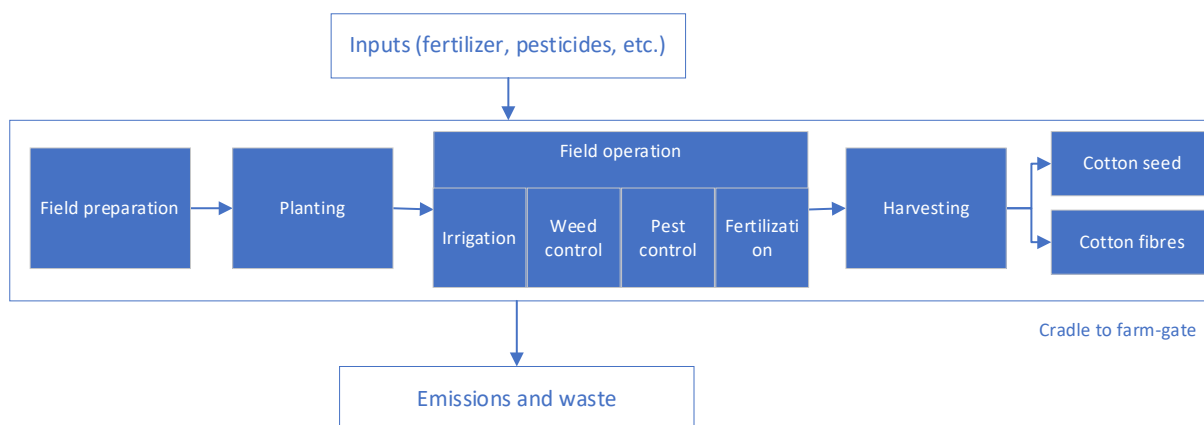 Inputs (fertilizer, pesticides, etc.)
Field preparation
Planting
Field operation
Irrigation
Weed
control
Pest
control
Fertilizati
on
Harvesting
Cotton seed
Cotton fibres
Cradle to farm-gate
Emissions and waste